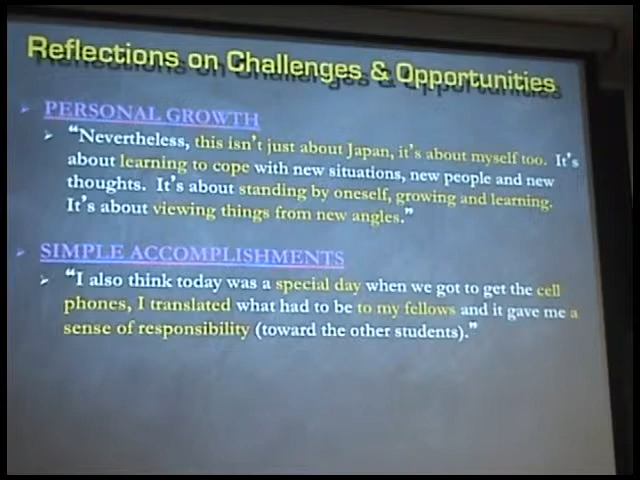 Reflections on Challenges & Opportunities
PERSONAL GROWTH
“Nevertheless, this isn’t just about Japan, it’s about myself too. It’s
about learning to cope with new situations, new people and new
thoughts. It’s about standing by oneself, growing and learning.
It’s about viewing things from new angles.”
SIMPLE ACCOMPLISHMENTS
“I also think today was a special day when we got to get the cell
phones, I translated what had to be to my fellows and it gave me a
sense of responsibility (toward the other students).”